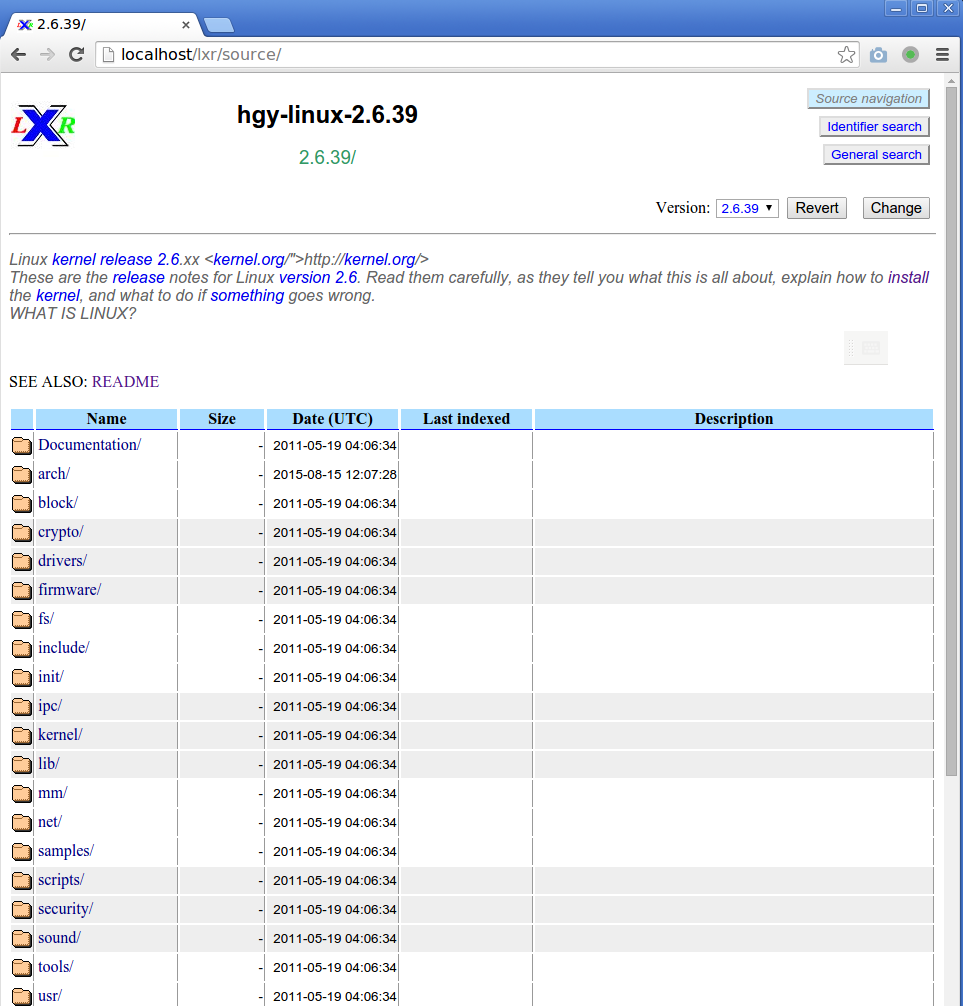 2.6.39/
localhost/lxr/source/
LXR
hgy-linux-2.6.39
2.6.39/
Source navigation
Identifier search
General search
Version: 2.6.39 Revert Change
Linux kernel release 2.6.xx <kernel.org/">http://kernel.org/>
These are the release notes for Linux version 2.6. Read them carefully, as they tell you what this is all about, explain how to install
the kernel, and what to do if something goes wrong.
WHAT IS LINUX?
SEE ALSO: README
Name Size Date (UTC) Last indexed Description
Documentation/ - 2011-05-19 04:06:34
arch/ - 2015-08-15 12:07:28
block/ - 2011-05-19 04:06:34
crypto/ - 2011-05-19 04:06:34
drivers/ - 2011-05-19 04:06:34
firmware/ - 2011-05-19 04:06:34
fs/ - 2011-05-19 04:06:34
include/ - 2011-05-19 04:06:34
init/ - 2011-05-19 04:06:34
ipc/ - 2011-05-19 04:06:34
kernel/ - 2011-05-19 04:06:34
lib/ - 2011-05-19 04:06:34
mm/ - 2011-05-19 04:06:34
net/ - 2011-05-19 04:06:34
samples/ - 2011-05-19 04:06:34
scripts/ - 2011-05-19 04:06:34
security/ - 2011-05-19 04:06:34
sound/ - 2011-05-19 04:06:34
tools/ - 2011-05-19 04:06:34
usr/ - 2011-05-19 04:06:34